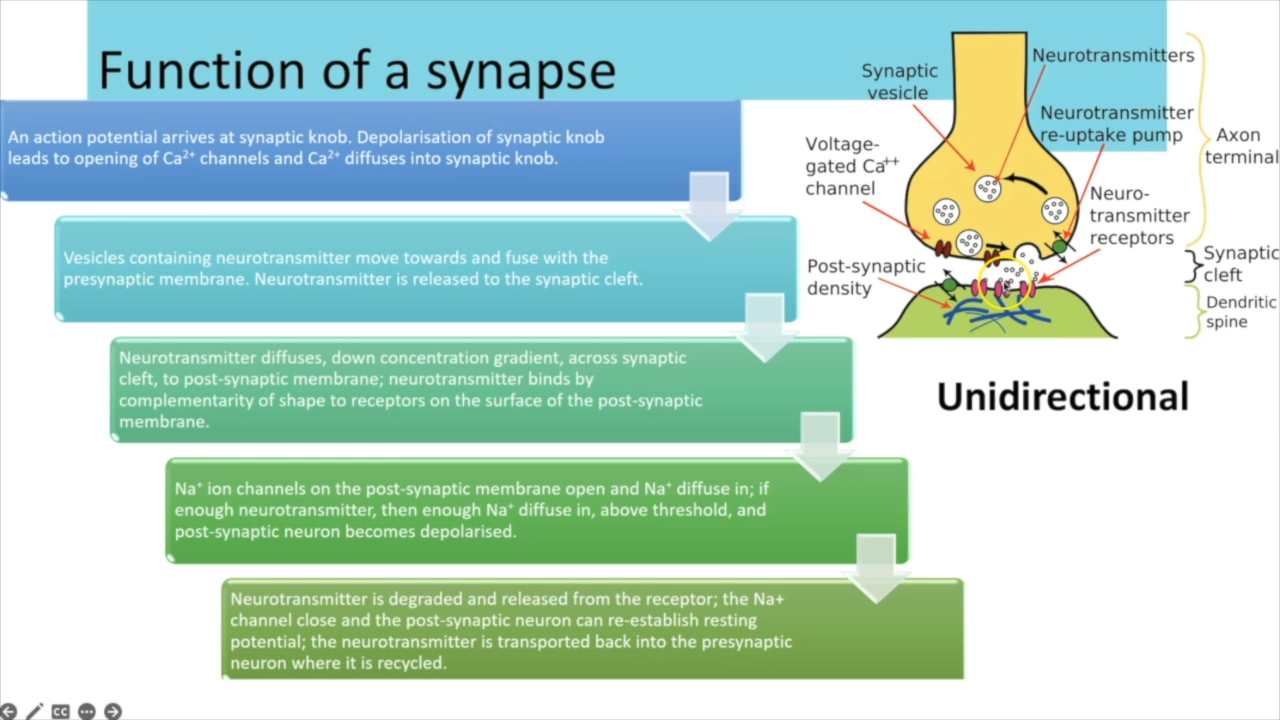 Function of a synapse
An action potential arrives at synaptic knob. Depolarisation of synaptic knob
leads to opening of Ca²⁺ channels and Ca²⁺ diffuses into synaptic knob.
Vesicles containing neurotransmitter move towards and fuse with the
presynaptic membrane. Neurotransmitter is released to the synaptic cleft.
Neurotransmitter diffuses, down concentration gradient, across synaptic
cleft, to post-synaptic membrane; neurotransmitter binds by
complementarity of shape to receptors on the surface of the post-synaptic
membrane.
Na⁺ ion channels on the post-synaptic membrane open and Na⁺ diffuse in; if
enough neurotransmitter, then enough Na⁺ diffuse in, above threshold, and
post-synaptic neuron becomes depolarised.
Neurotransmitter is degraded and released from the receptor; the Na+
channel close and the post-synaptic neuron can re-establish resting
potential; the neurotransmitter is transported back into the presynaptic
neuron where it is recycled.
Neurotransmitters
Synaptic
vesicle
Neurotransmitter
re-uptake pump
Axon
terminal
Voltage-
gated Ca⁺⁺
channel
Neuro-
transmitter
receptors
Post-synaptic
density
Synaptic
cleft
Dendritic
spine
Unidirectional
CC